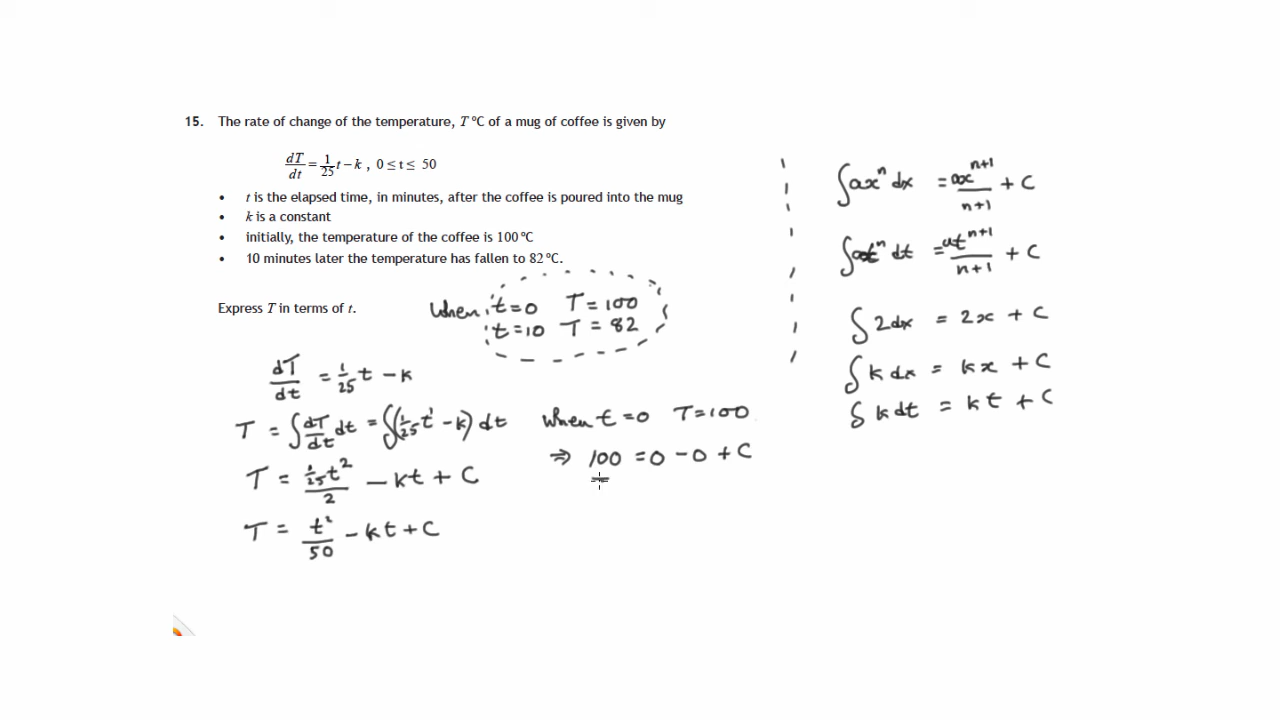 15. The rate of change of the temperature, T °C of a mug of coffee is given by
dT/dt = 1/25 t – k , 0 ≤ t ≤ 50
• t is the elapsed time, in minutes, after the coffee is poured into the mug
• k is a constant
• initially, the temperature of the coffee is 100 °C
• 10 minutes later the temperature has fallen to 82 °C.
Express T in terms of t.
when t=0 T=100
t=10 T=82
dT/dt = 1/25 t - k
T = ∫ dT/dt dt = ∫(1/25 t¹ - k) dt
T = 1/25 t²/2 - kt + C
T = t²/50 - kt + C
when t=0 T=100
⇒ 100 = 0 - 0 + C
=
∫axⁿ dx = axⁿ⁺¹/n+1 + C
∫atⁿ dt = atⁿ⁺¹/n+1 + C
∫2dx = 2x + C
∫k dx = kx + C
∫k dt = kt + C